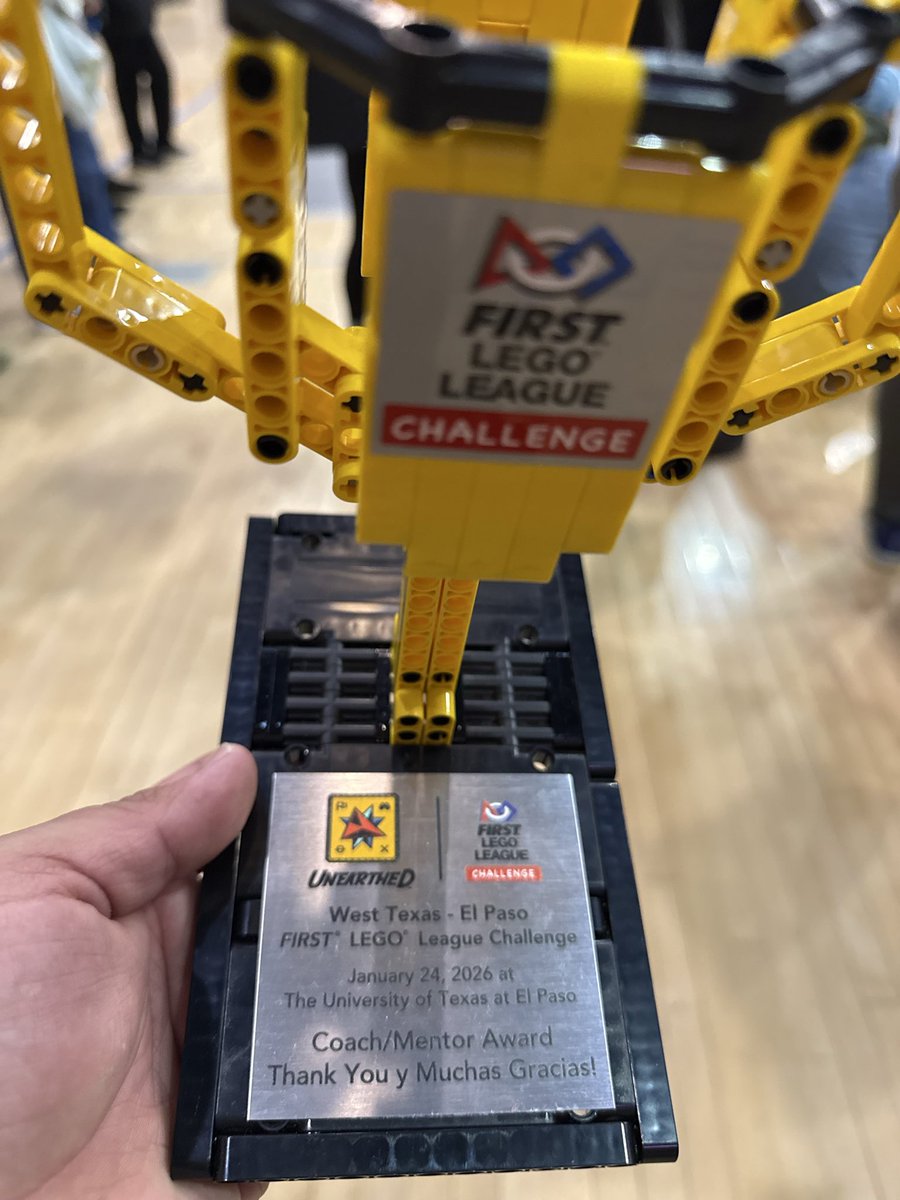 FIRST
LEGO
LEAGUE
CHALLENGE
UNEARTHED
FIRST
LEGO
LEAGUE
CHALLENGE
West Texas - El Paso
FIRST® LEGO® League Challenge
January 24, 2026 at
The University of Texas at El Paso
Coach/Mentor Award
Thank You y Muchas Gracias!